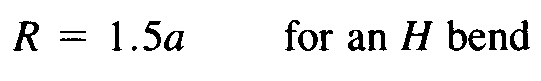 R = 1.5a for an H bend